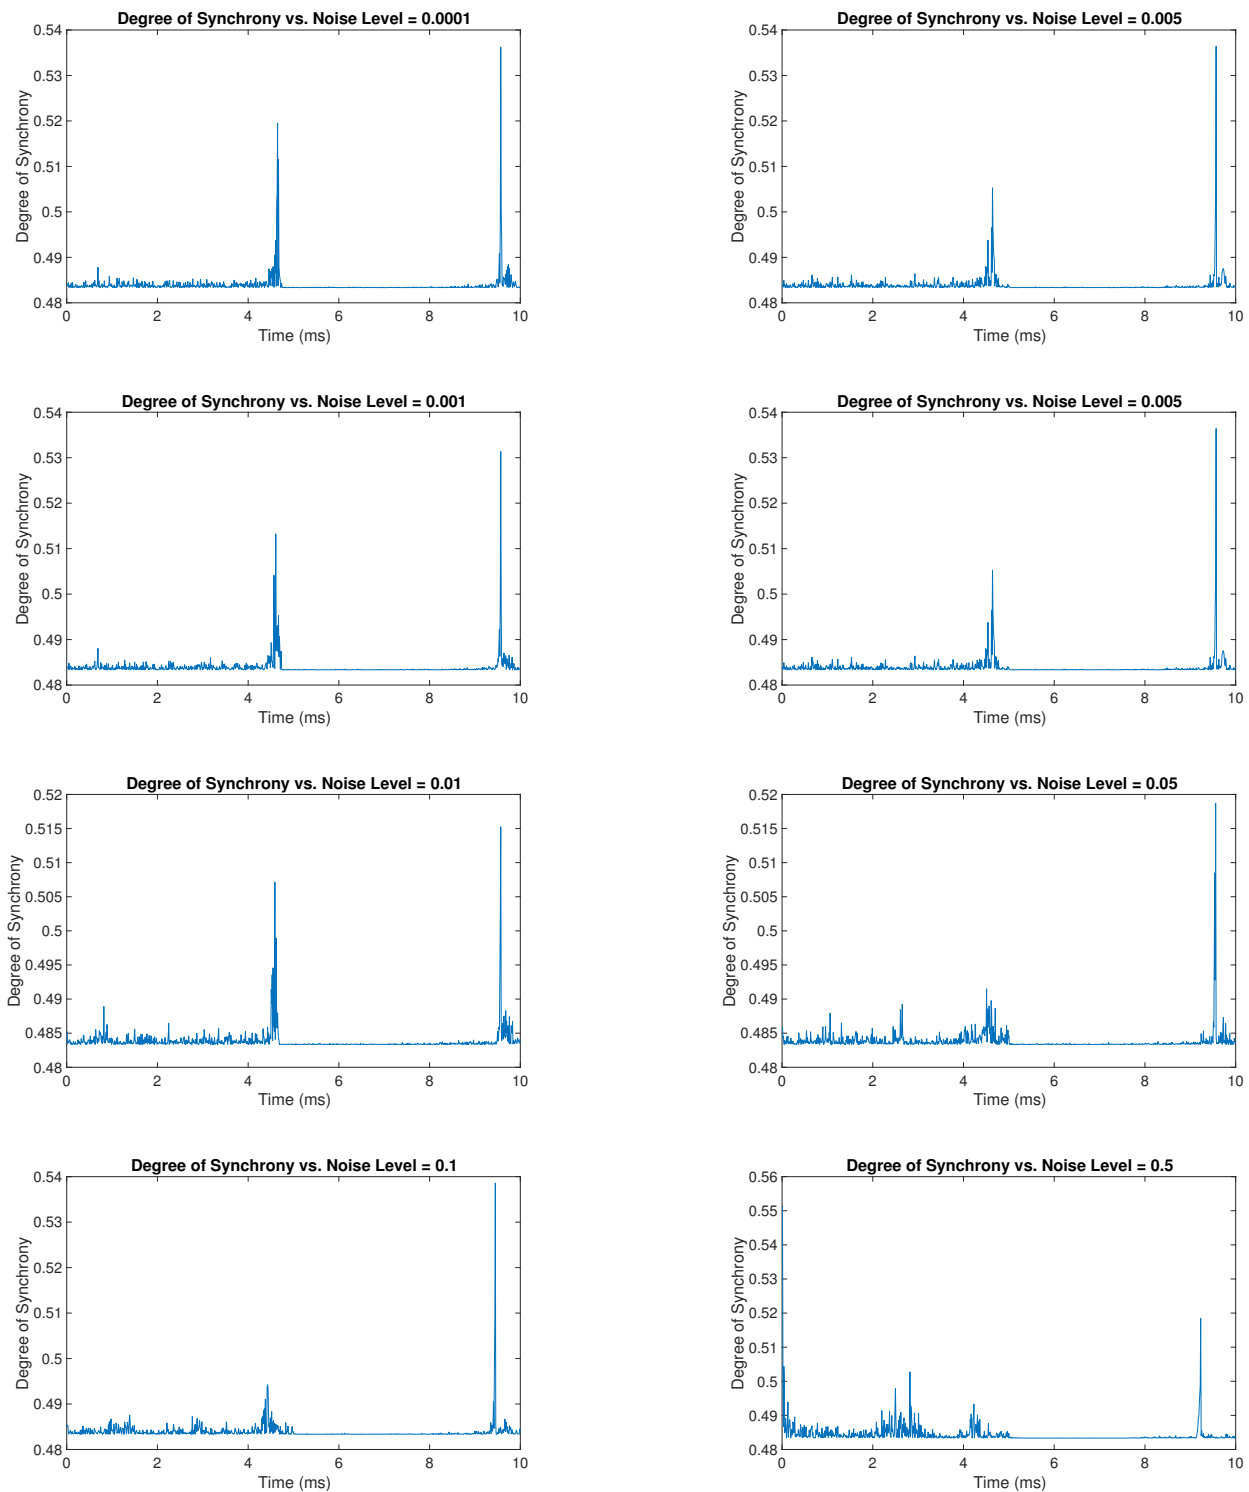 Degree of Synchrony vs. Noise Level = 0.0001
0.54
0.53
0.52
0.51
0.5
0.49
0.48
Degree of Synchrony
0 2 4 6 8 10
Time (ms)
Degree of Synchrony vs. Noise Level = 0.005
0.54
0.53
0.52
0.51
0.5
0.49
0.48
Degree of Synchrony
0 2 4 6 8 10
Time (ms)
Degree of Synchrony vs. Noise Level = 0.001
0.54
0.53
0.52
0.51
0.5
0.49
0.48
Degree of Synchrony
0 2 4 6 8 10
Time (ms)
Degree of Synchrony vs. Noise Level = 0.005
0.54
0.53
0.52
0.51
0.5
0.49
0.48
Degree of Synchrony
0 2 4 6 8 10
Time (ms)
Degree of Synchrony vs. Noise Level = 0.01
0.52
0.515
0.51
0.505
0.5
0.495
0.49
0.485
0.48
Degree of Synchrony
0 2 4 6 8 10
Time (ms)
Degree of Synchrony vs. Noise Level = 0.05
0.52
0.515
0.51
0.505
0.5
0.495
0.49
0.485
0.48
Degree of Synchrony
0 2 4 6 8 10
Time (ms)
Degree of Synchrony vs. Noise Level = 0.1
0.54
0.53
0.52
0.51
0.5
0.49
0.48
Degree of Synchrony
0 2 4 6 8 10
Time (ms)
Degree of Synchrony vs. Noise Level = 0.5
0.56
0.55
0.54
0.53
0.52
0.51
0.5
0.49
0.48
Degree of Synchrony
0 2 4 6 8 10
Time (ms)